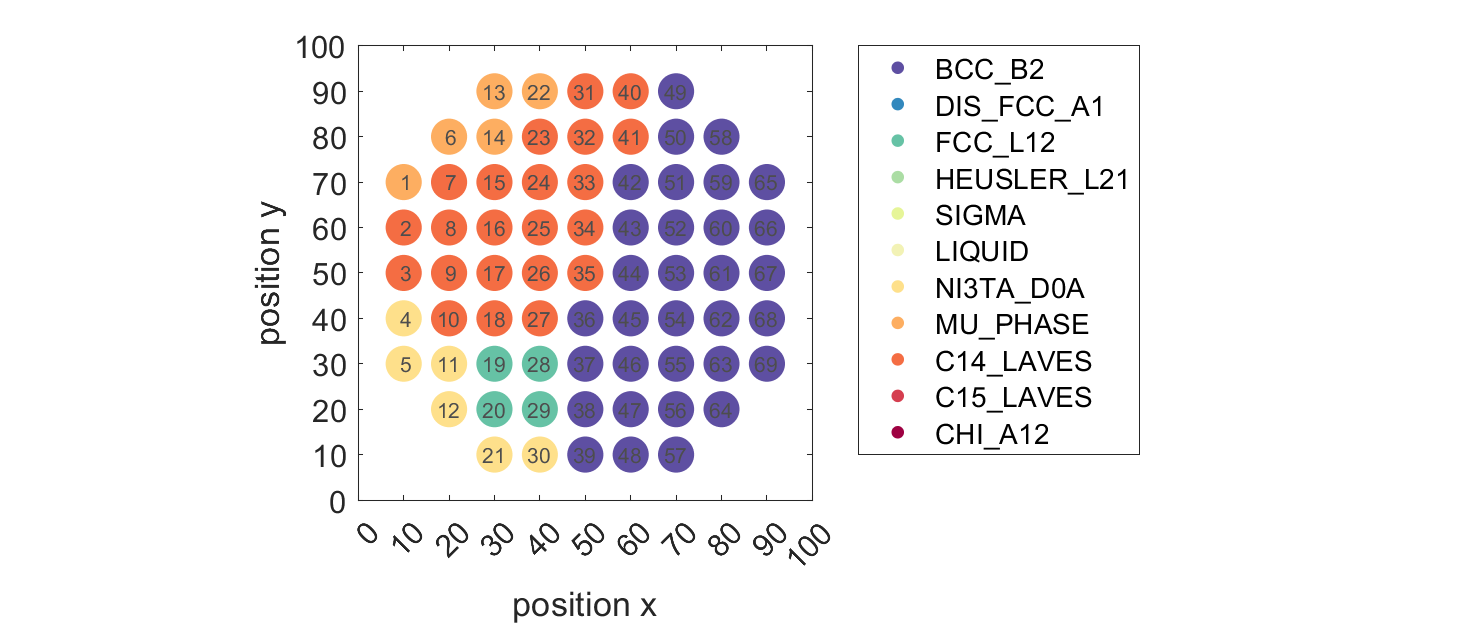 100
90
80
70
60
50
40
30
20
10
0
position y
13 22 31 40 49
6 14 23 32 41 50 58
1 7 15 24 33 42 51 59 65
2 8 16 25 34 43 52 60 66
3 9 17 26 35 44 53 61 67
4 10 18 27 36 45 54 62 68
5 11 19 28 37 46 55 63 69
12 20 29 38 47 56 64
21 30 39 48 57
0 10 20 30 40 50 60 70 80 90 100
position x
BCC_B2
DIS_FCC_A1
FCC_L12
HEUSLER_L21
SIGMA
LIQUID
NI3TA_D0A
MU_PHASE
C14_LAVES
C15_LAVES
CHI_A12